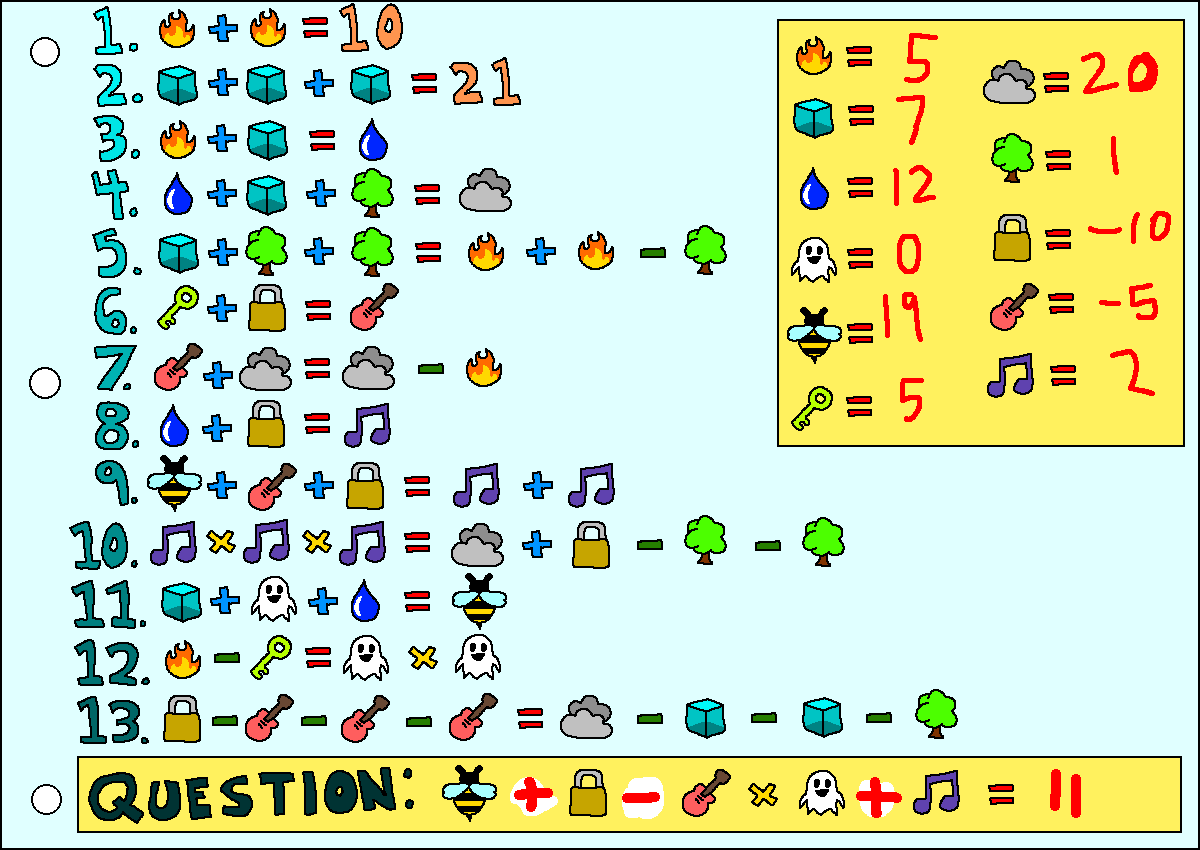 1. 🔥 + 🔥 = 10
2. 🧊 + 🧊 + 🧊 = 21
3. 🔥 + 🧊 = 💧
4. 💧 + 🧊 + 🌳 = ☁️
5. 🧊 + 🌳 + 🌳 = 🔥 + 🔥 - 🌳
6. 🔑 + 🔒 = 🎸
7. 🎸 + ☁️ = ☁️ - 🔥
8. 💧 + 🔒 = 🎵
9. 🐝 + 🎸 + 🔒 = 🎵 + 🎵
10. 🎵 × 🎵 × 🎵 = ☁️ + 🔒 - 🌳 - 🌳
11. 🧊 + 👻 + 💧 = 🐝
12. 🔥 - 🔑 = 👻 × 👻
13. 🔒 - 🎸 - 🎸 - 🎸 = ☁️ - 🧊 - 🧊 - 🌳
🔥 = 5
🧊 = 7
💧 = 12
👻 = 0
🐝 = 19
🔑 = 5
☁️ = 20
🌳 = 1
🔒 = -10
🎸 = -5
🎵 = 2
QUESTION: 🐝 + 🔒 - 🎸 × 👻 + 🎵 = 11